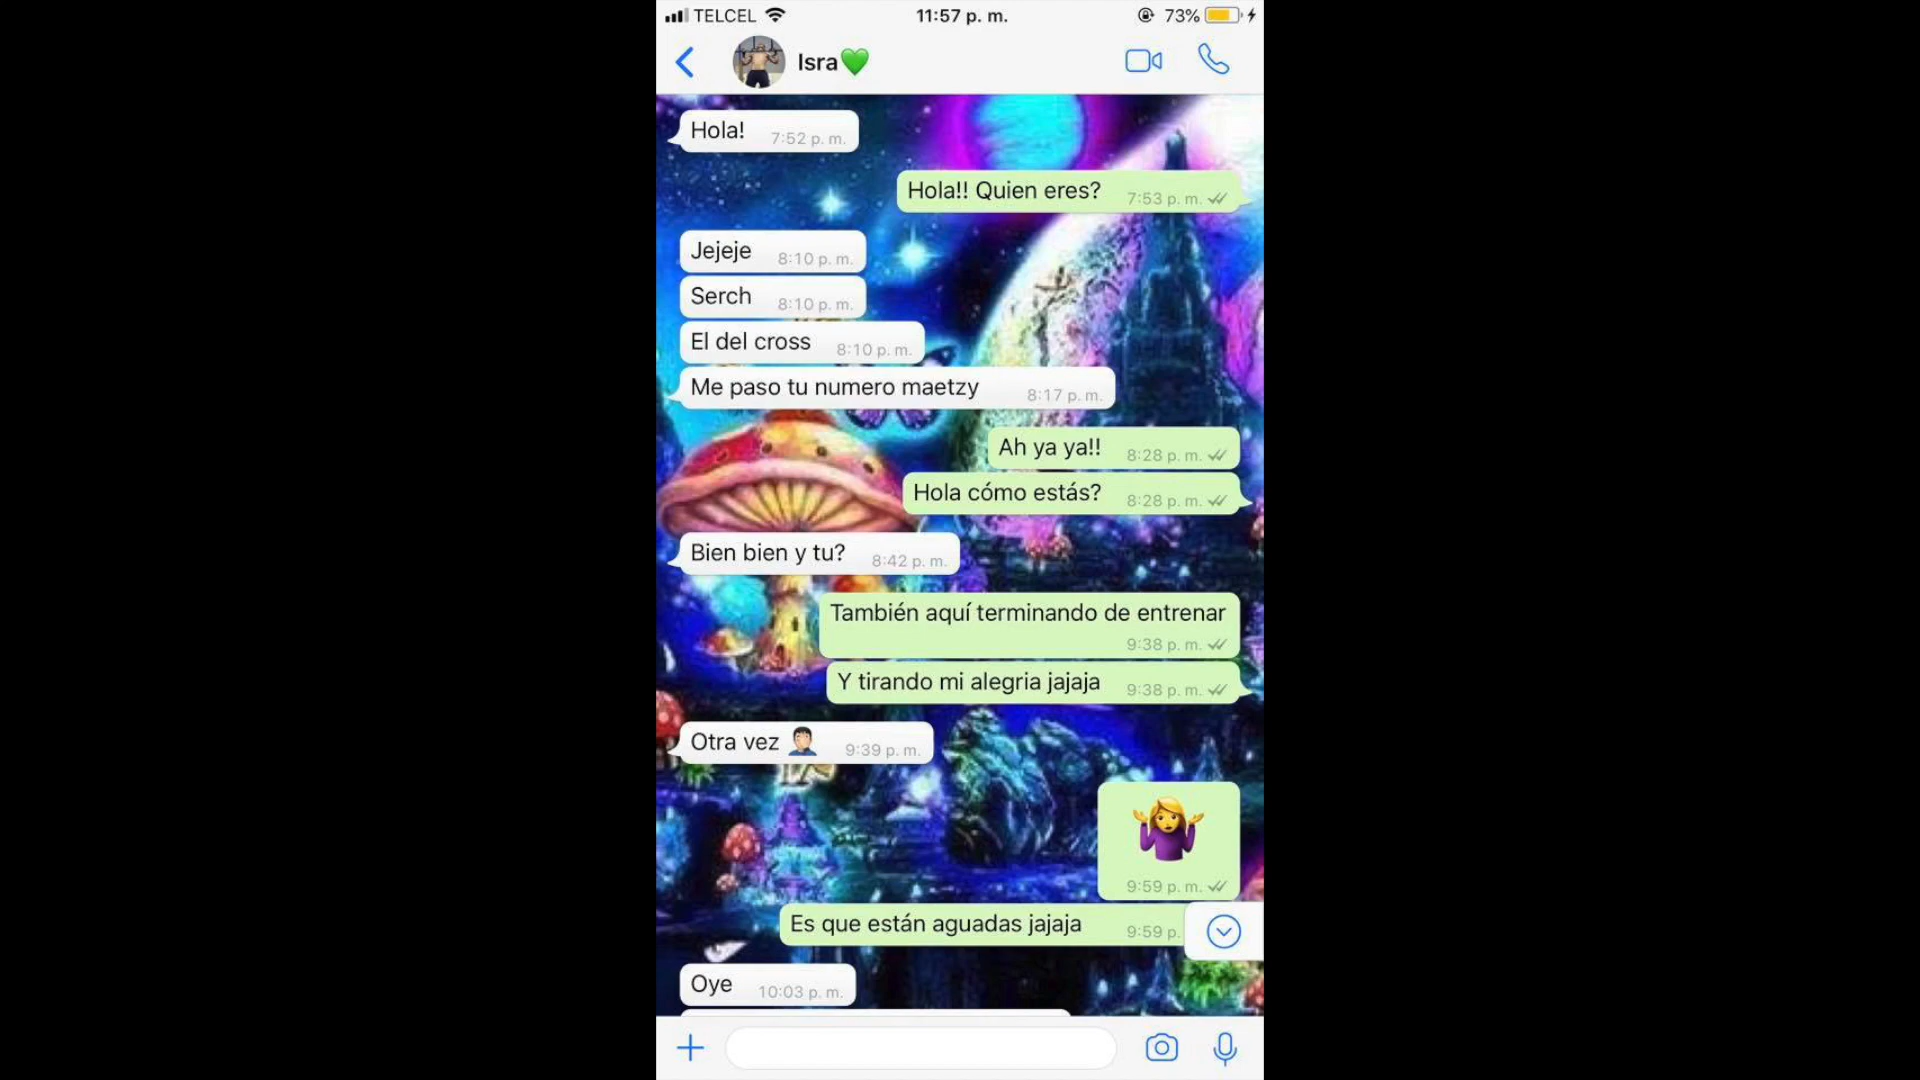 TELCEL 11:57 p. m. 73%
Isra💚
Hola! 7:52 p. m.
Hola!! Quien eres? 7:53 p. m.
Jejeje 8:10 p. m.
Serch 8:10 p. m.
El del cross 8:10 p. m.
Me paso tu numero maetzy 8:17 p. m.
Ah ya ya!! 8:28 p. m.
Hola cómo estás? 8:28 p. m.
Bien bien y tu? 8:42 p. m.
También aquí terminando de entrenar
9:38 p. m.
Y tirando mi alegria jajaja 9:38 p. m.
Otra vez 🤦🏻‍♂️ 9:39 p. m.
🤷‍♀️
9:59 p. m.
Es que están aguadas jajaja 9:59 p.
Oye 10:03 p. m.